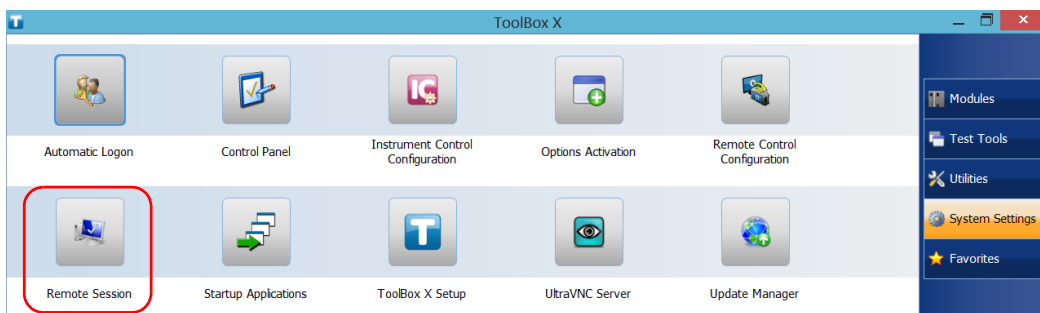 ToolBox X
Automatic Logon
Control Panel
IC
Instrument Control
Configuration
Options Activation
Remote Control
Configuration
Remote Session
Startup Applications
T
ToolBox X Setup
UltraVNC Server
Update Manager
Modules
Test Tools
Utilities
System Settings
Favorites